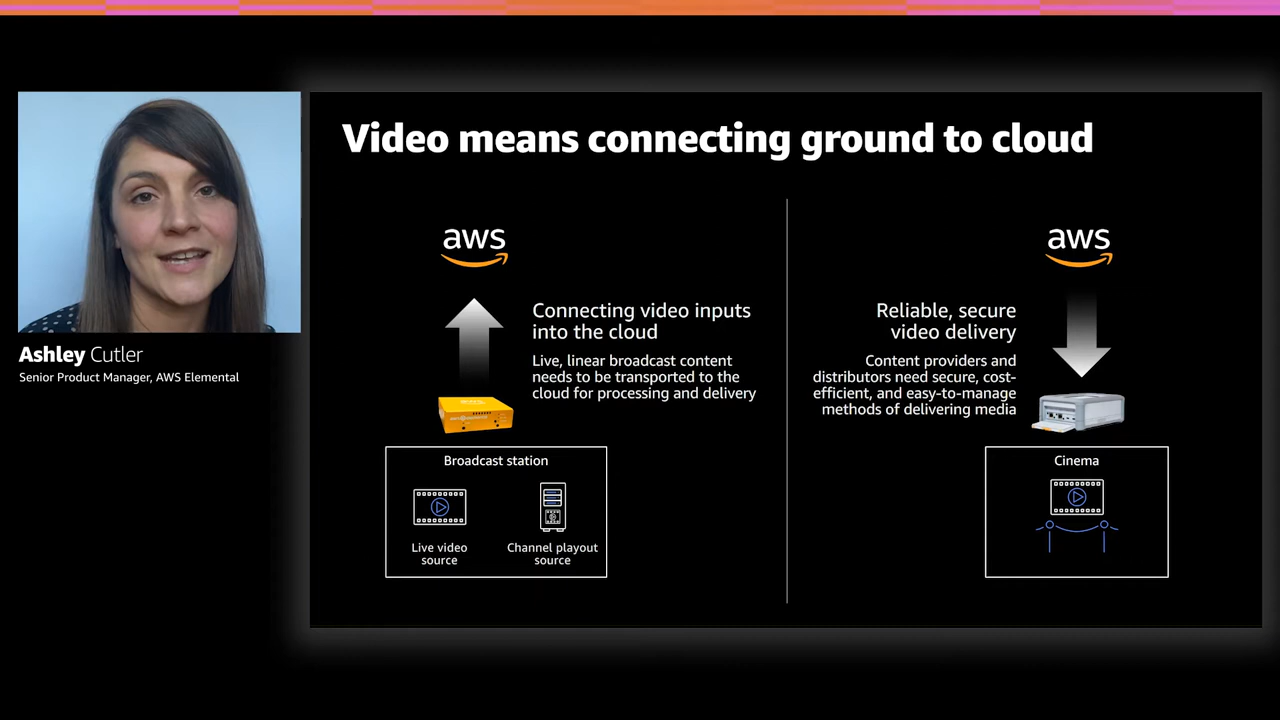 Video means connecting ground to cloud
Ashley Cutler
Senior Product Manager, AWS Elemental
aws
Connecting video inputs
into the cloud
Live, linear broadcast content
needs to be transported to the
cloud for processing and delivery
Broadcast station
Live video
source
Channel playout
source
aws
Reliable, secure
video delivery
Content providers and
distributors need secure, cost-
efficient, and easy-to-manage
methods of delivering media
Cinema